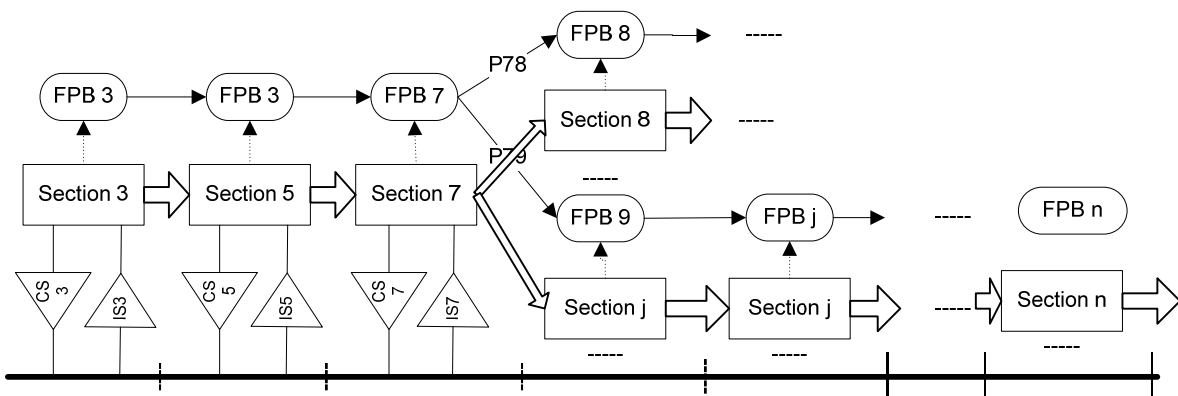 FPB 8
-----
P78
FPB 3
FPB 3
FPB 7
Section 8
-----
P79
Section 3
Section 5
Section 7
-----
FPB 9
FPB j
-----
FPB n
CS 3
IS3
CS 5
IS5
CS 7
IS7
Section j
Section j
-----
Section n
-----
-----
-----